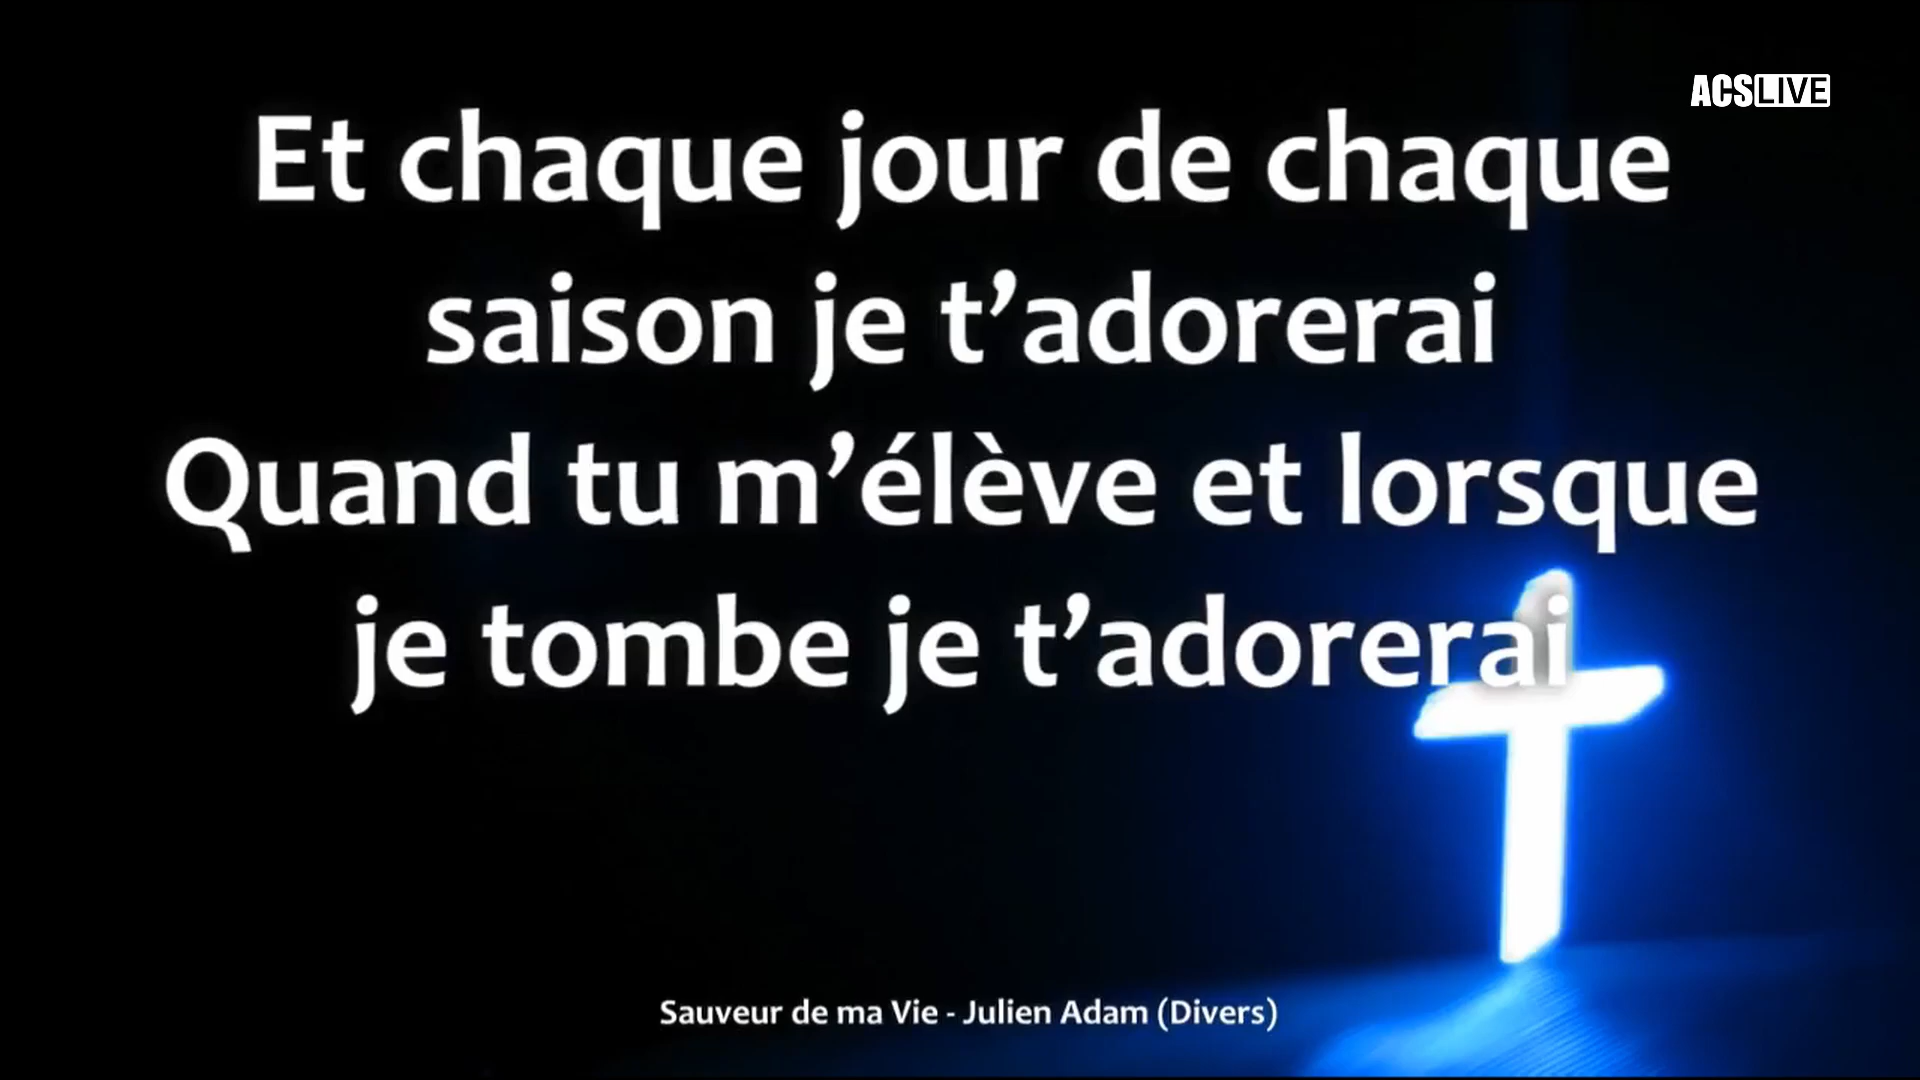 ACSLIVE
Et chaque jour de chaque
saison je t’adorerai
Quand tu m’élève et lorsque
je tombe je t’adorerai
Sauveur de ma Vie - Julien Adam (Divers)